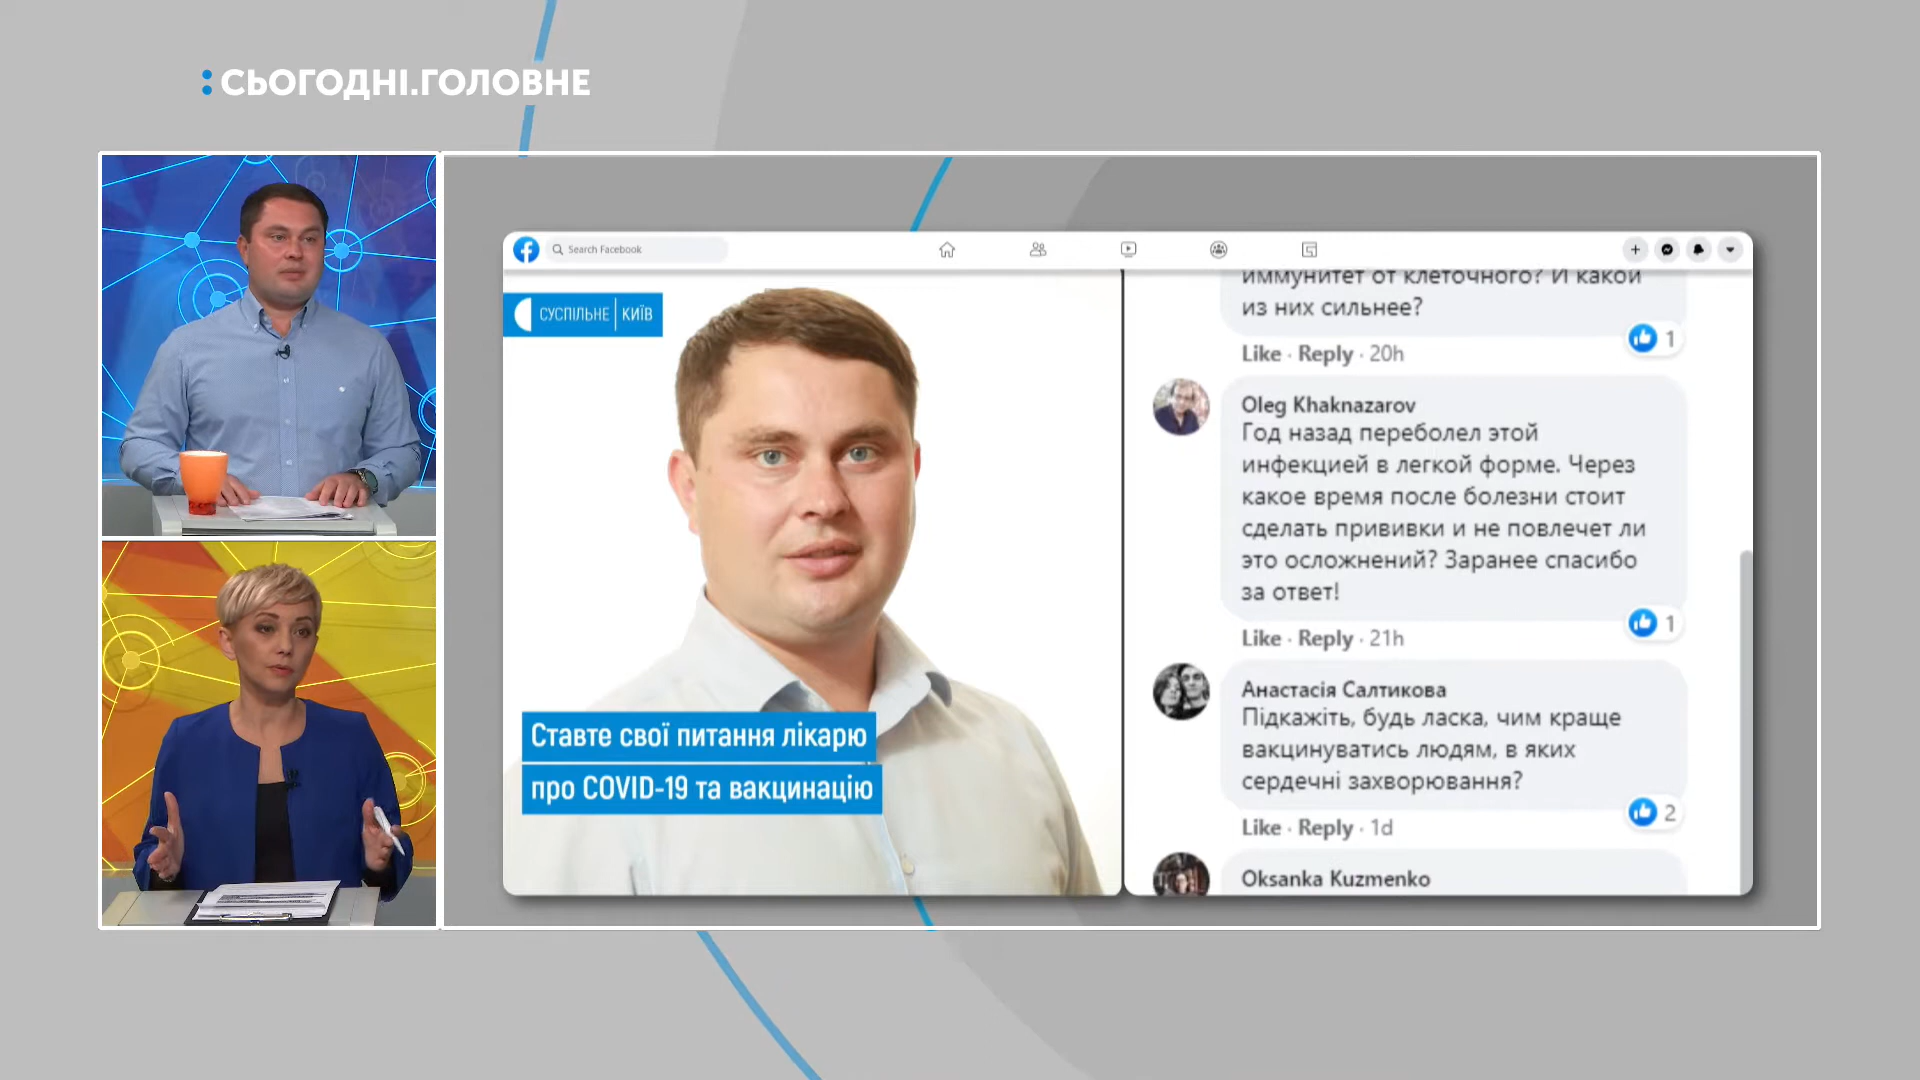 СЬОГОДНІ.ГОЛОВНЕ
Search Facebook
СУСПІЛЬНЕ КИЇВ
Ставте свої питання лікарю
про COVID-19 та вакцинацію
иммунитет от клеточного? И какой
из них сильнее?
1
Like · Reply · 20h
Oleg Khaknazarov
Год назад переболел этой
инфекцией в легкой форме. Через
какое время после болезни стоит
сделать прививки и не повлечет ли
это осложнений? Заранее спасибо
за ответ!
1
Like · Reply · 21h
Анастасія Салтикова
Підкажіть, будь ласка, чим краще
вакцинуватись людям, в яких
сердечні захворювання?
2
Like · Reply · 1d
Oksanka Kuzmenko